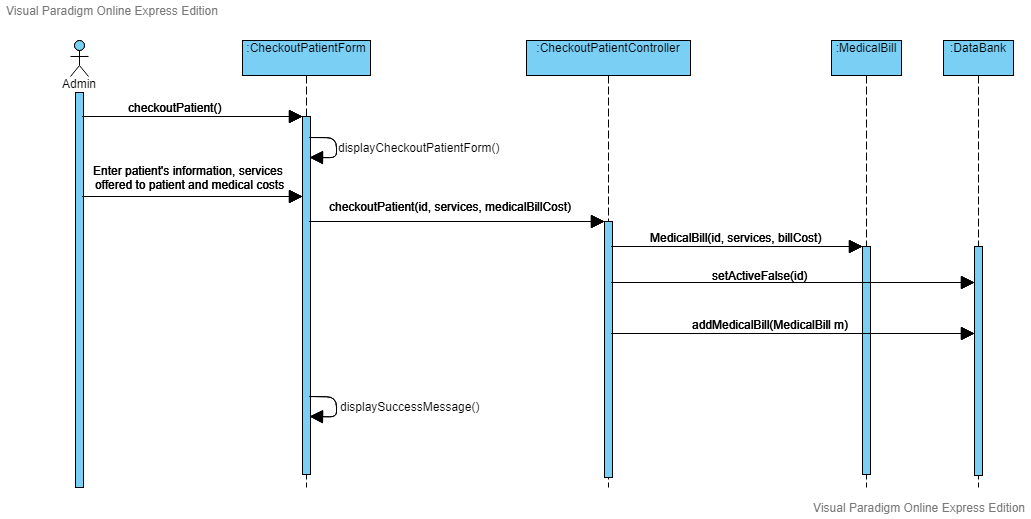 Visual Paradigm Online Express Edition
:CheckoutPatientForm
:CheckoutPatientController
:MedicalBill
:DataBank
Admin
checkoutPatient()
displayCheckoutPatientForm()
Enter patient's information, services
offered to patient and medical costs
checkoutPatient(id, services, medicalBillCost)
MedicalBill(id, services, billCost)
setActiveFalse(id)
addMedicalBill(MedicalBill m)
displaySuccessMessage()
Visual Paradigm Online Express Edition